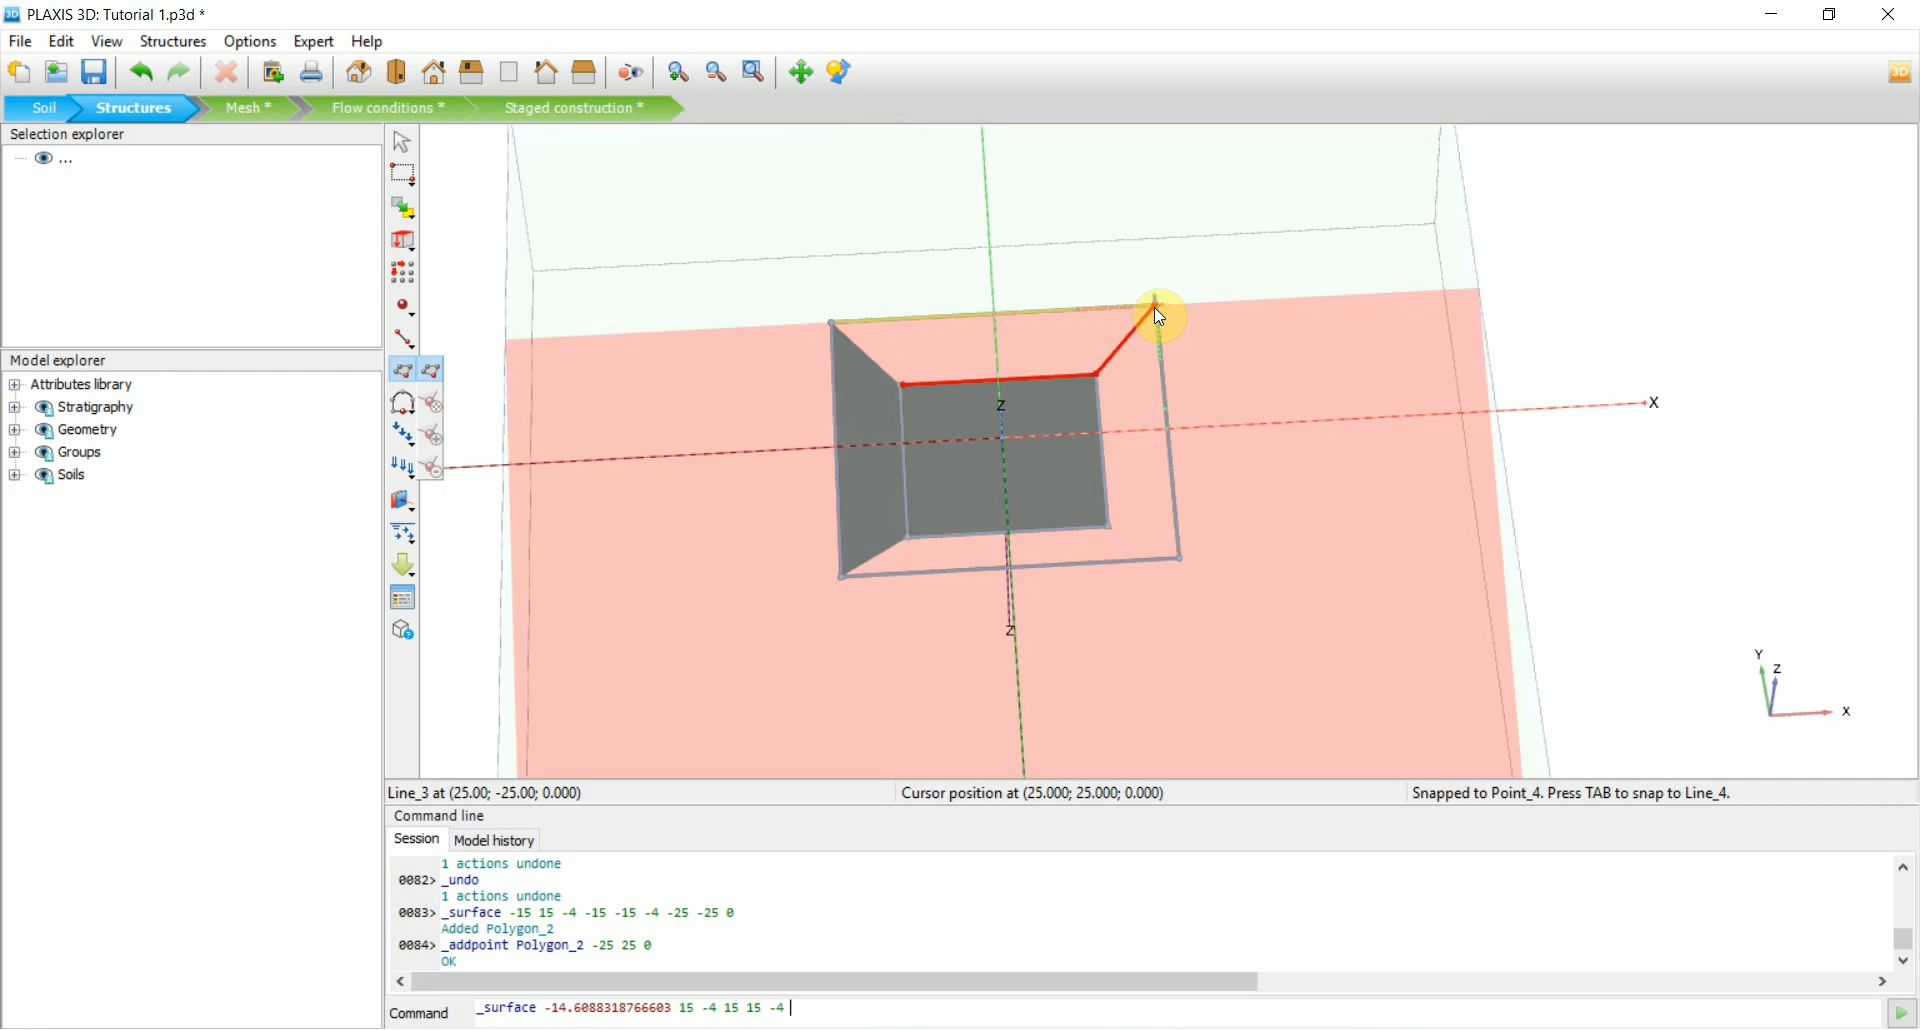 PLAXIS 3D: Tutorial 1.p3d *
File Edit View Structures Options Expert Help
3D
Soil Structures Mesh * Flow conditions * Staged construction *
Selection explorer
...
Model explorer
Attributes library
Stratigraphy
Geometry
Groups
Soils
Z
X
Z
Y
Z
X
Line_3 at (25.00; -25.00; 0.000) Cursor position at (25.000; 25.000; 0.000) Snapped to Point_4. Press TAB to snap to Line_4.
Command line
Session Model history
1 actions undone
0082> _undo
1 actions undone
0083> _surface -15 15 -4 -15 -15 -4 -25 -25 0
Added Polygon_2
0084> _addpoint Polygon_2 -25 25 0
OK
Command _surface -14.6088318766603 15 -4 15 15 -4